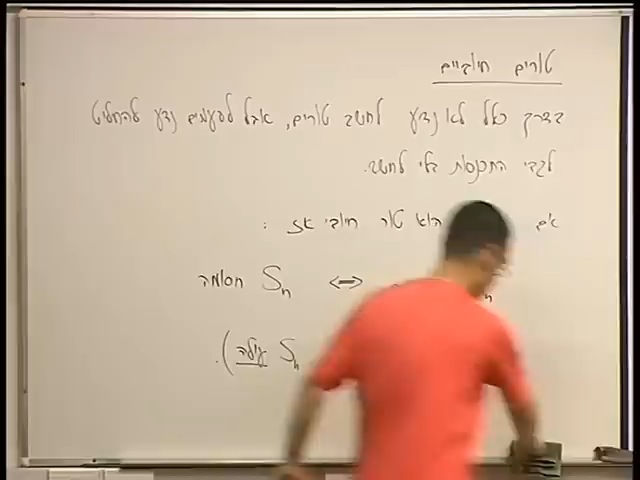 טורים חיוביים
בדרך כלל לא נדע לחשב טורים, אבל לפעמים נדע להחליט
לגבי התכנסות בלי לחשב.
אם הוא טור חיובי אז :
n ⟺ S_n חסומה
S_n עולה).